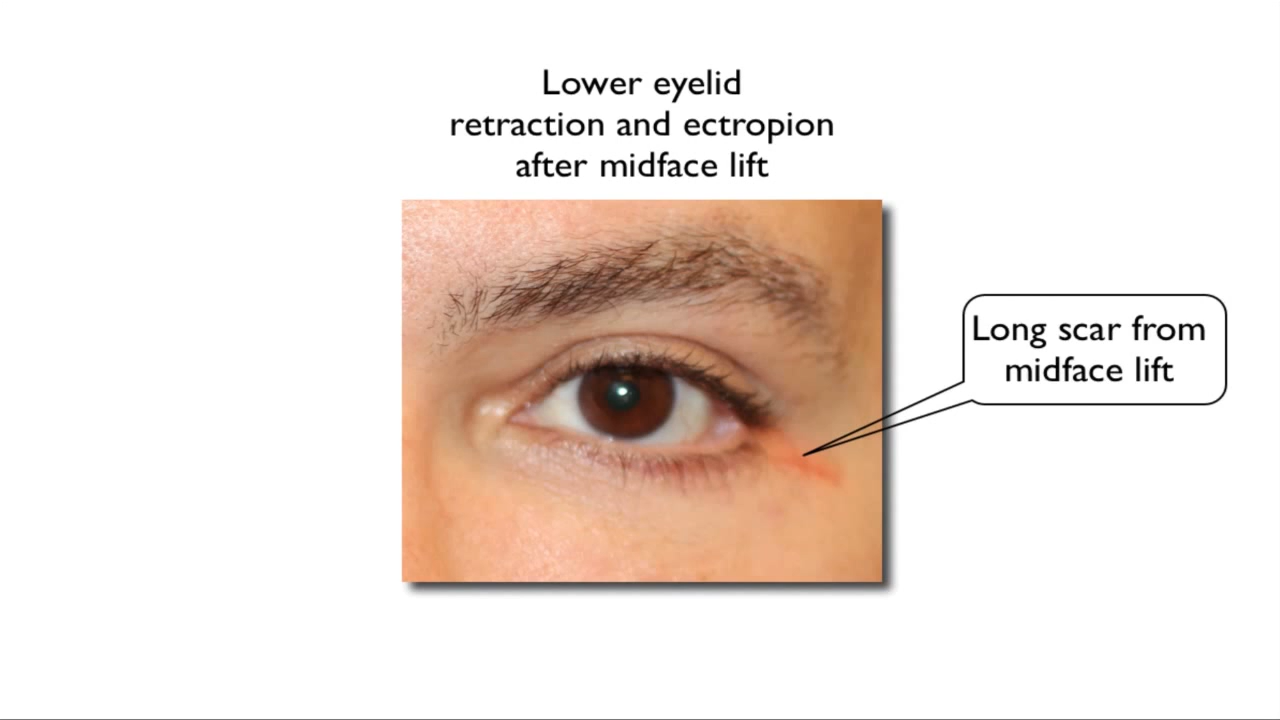 Lower eyelid
retraction and ectropion
after midface lift
Long scar from
midface lift